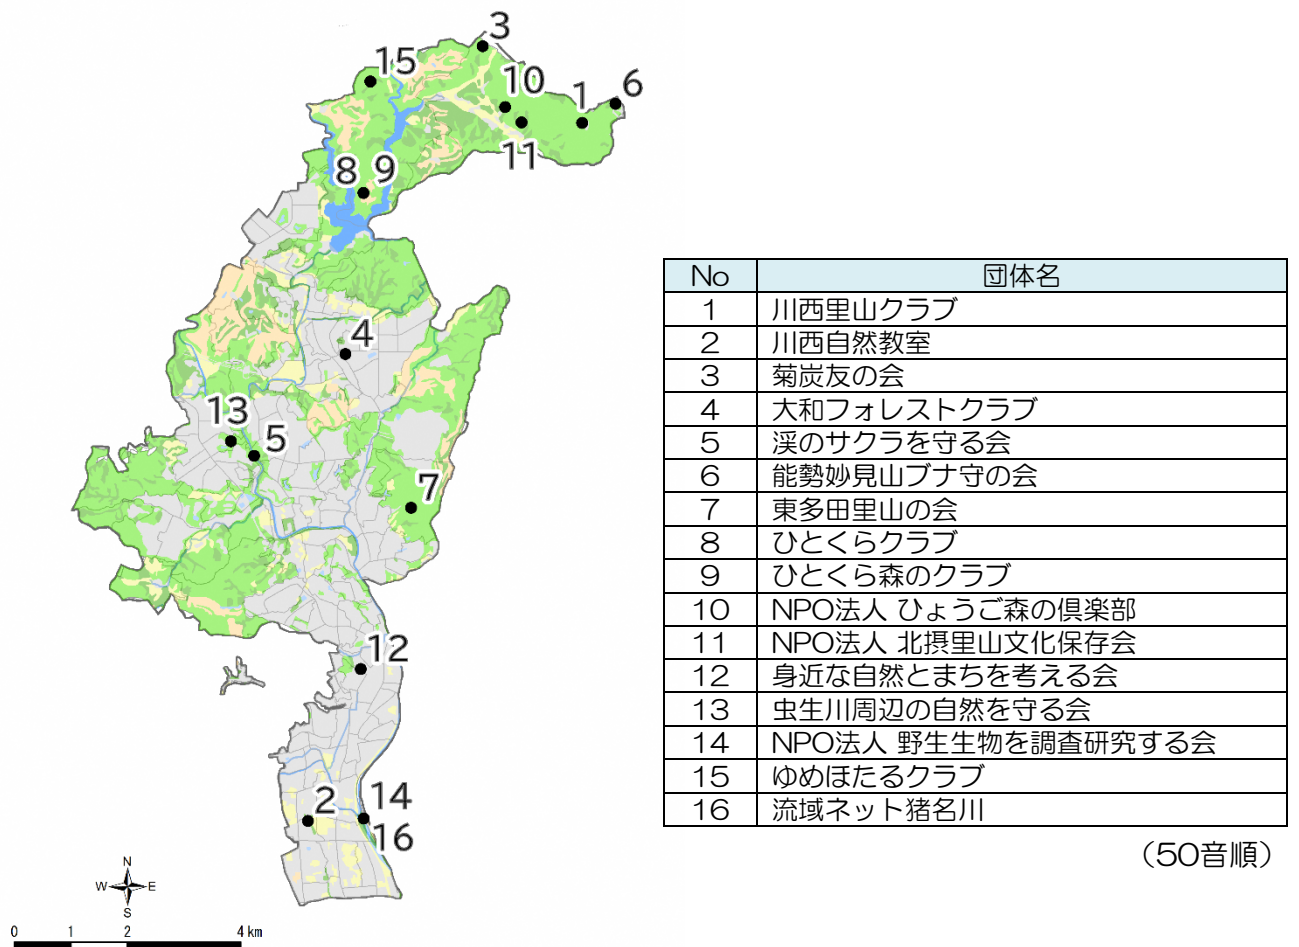 3
15
10
1
6
11
8
9
4
13
5
7
12
2
14
16
N
W
E
S
0
1
2
4 km
No 団体名
1 川西里山クラブ
2 川西自然教室
3 菊炭友の会
4 大和フォレストクラブ
5 渓のサクラを守る会
6 能勢妙見山ブナ守の会
7 東多田里山の会
8 ひとくらクラブ
9 ひとくら森のクラブ
10 NPO法人 ひょうご森の倶楽部
11 NPO法人 北摂里山文化保存会
12 身近な自然とまちを考える会
13 虫生川周辺の自然を守る会
14 NPO法人 野生生物を調査研究する会
15 ゆめほたるクラブ
16 流域ネット猪名川
（50音順）